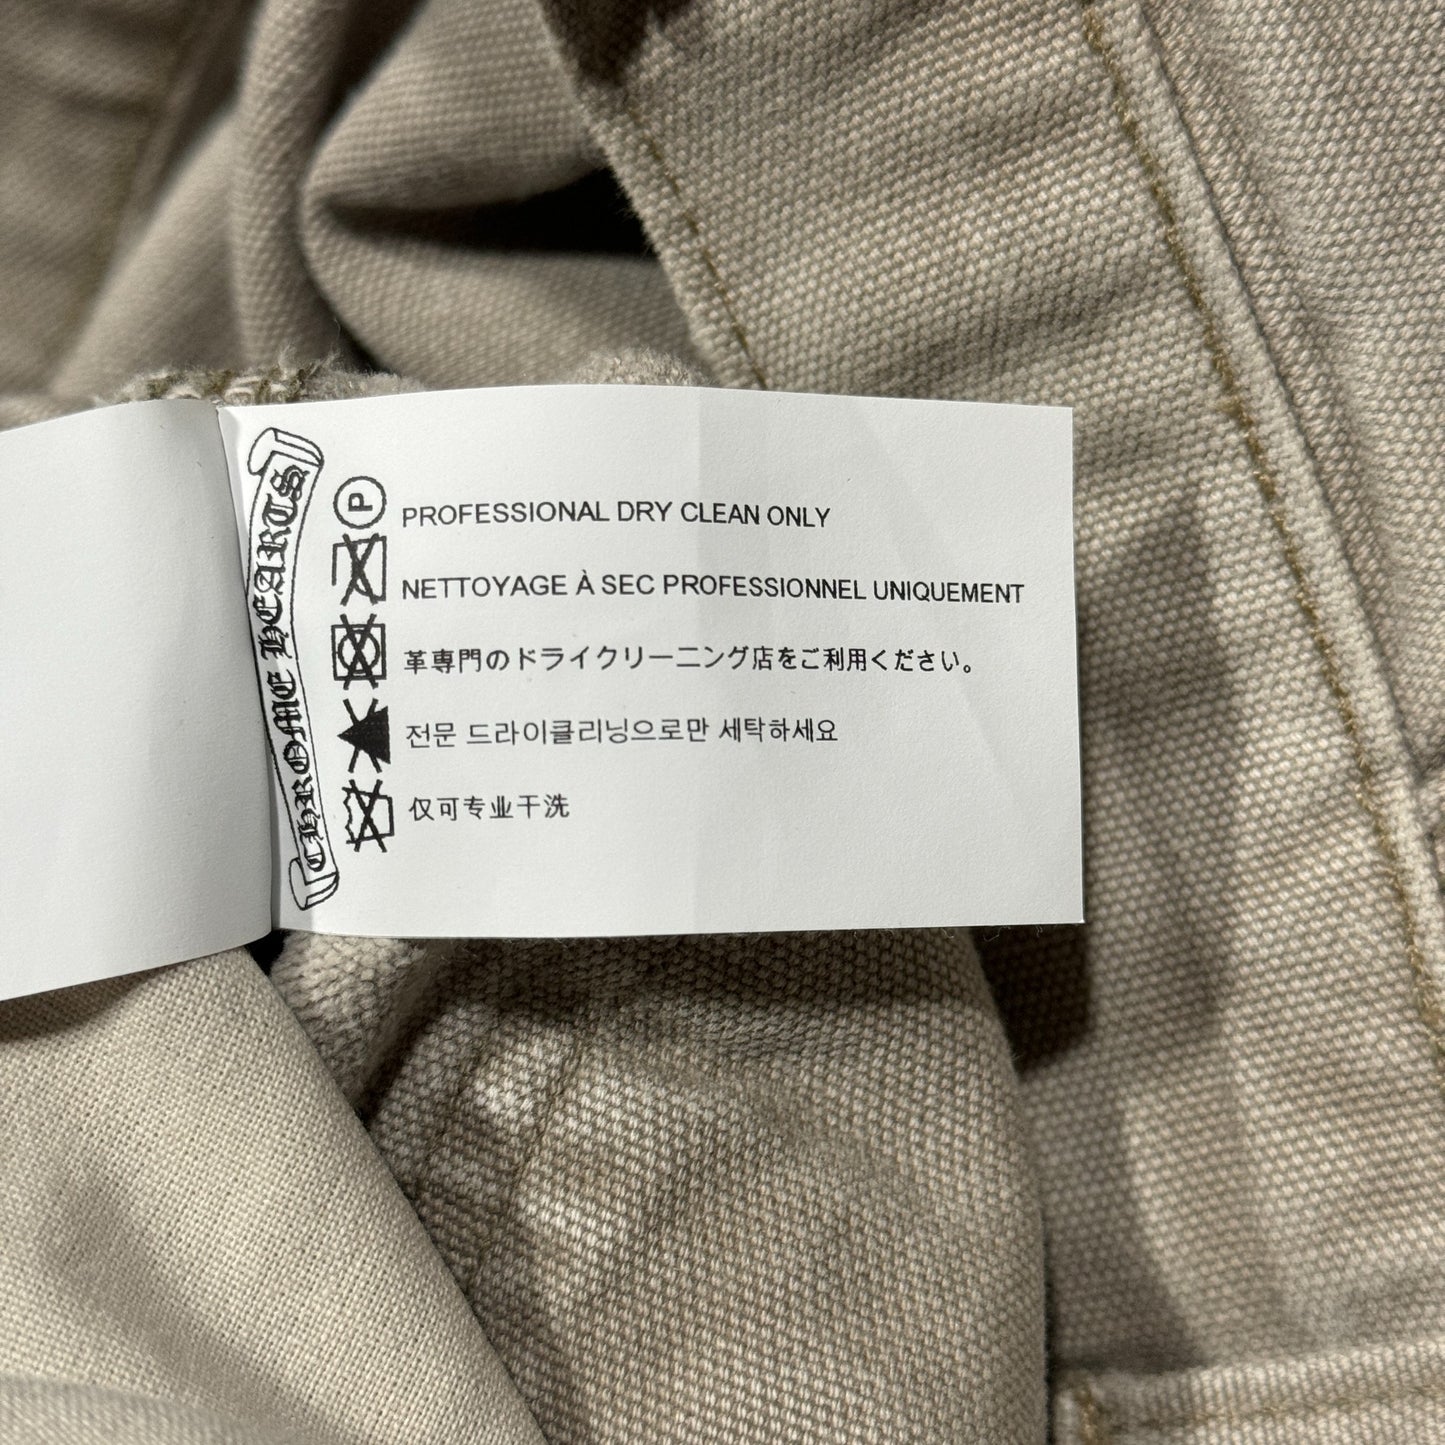 CHROME HEARTS
P
PROFESSIONAL DRY CLEAN ONLY
NETTOYAGE À SEC PROFESSIONNEL UNIQUEMENT
革専門のドライクリーニング店をご利用ください。
전문 드라이클리닝으로만 세탁하세요
仅可专业干洗